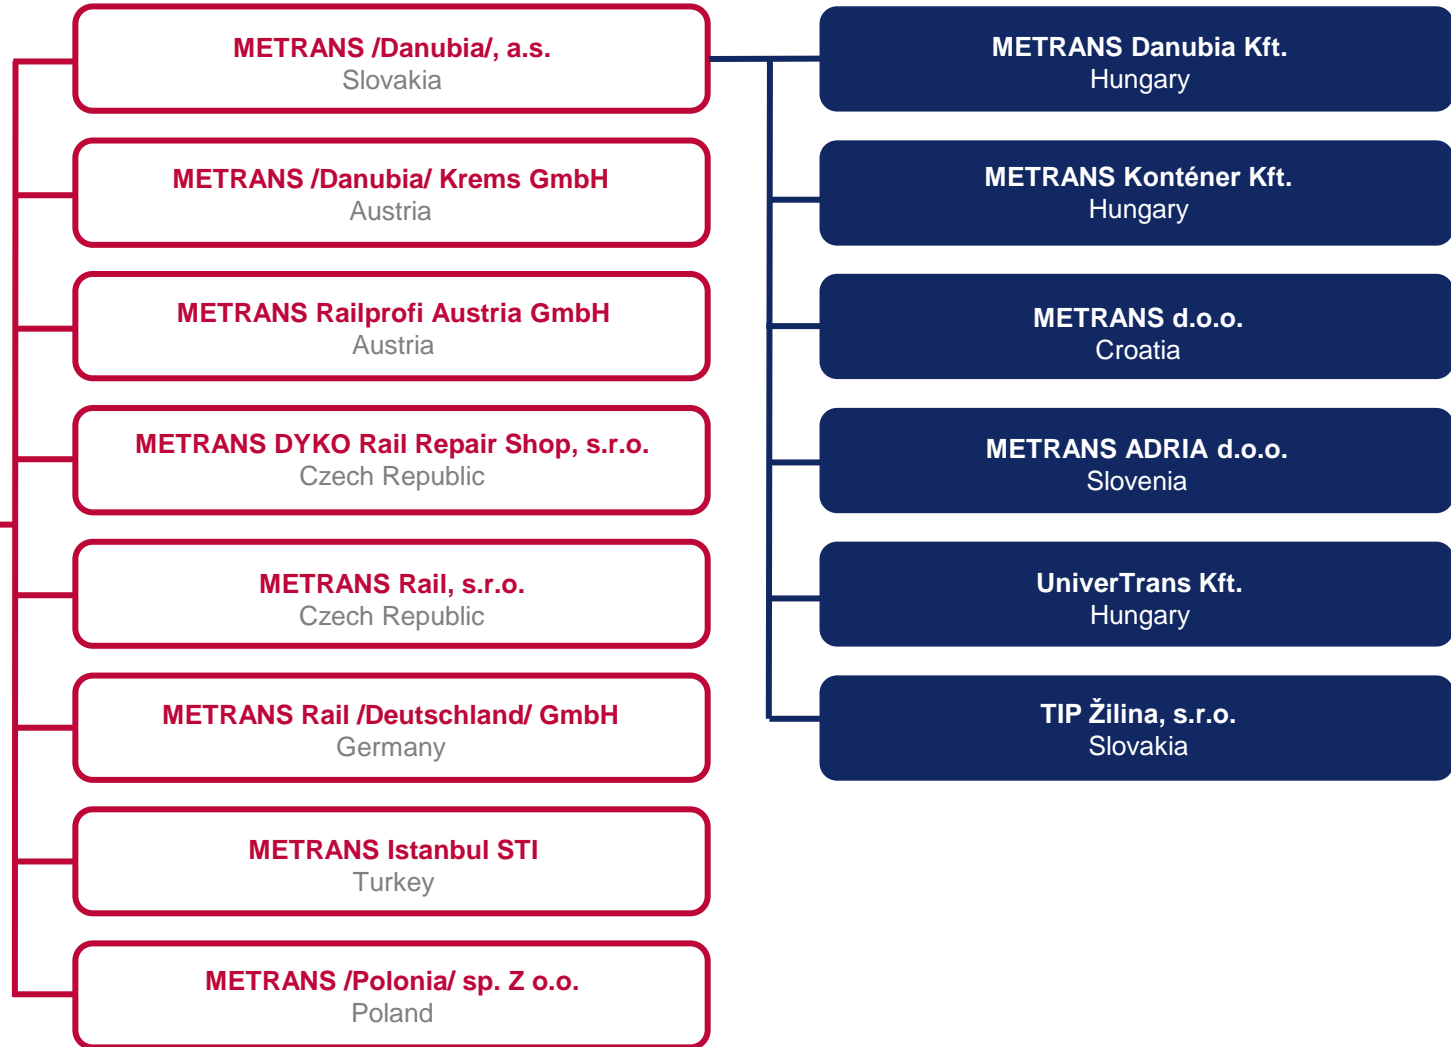 METRANS /Danubia/, a.s.
Slovakia
METRANS /Danubia/ Krems GmbH
Austria
METRANS Railprofi Austria GmbH
Austria
METRANS DYKO Rail Repair Shop, s.r.o.
Czech Republic
METRANS Rail, s.r.o.
Czech Republic
METRANS Rail /Deutschland/ GmbH
Germany
METRANS Istanbul STI
Turkey
METRANS /Polonia/ sp. Z o.o.
Poland
METRANS Danubia Kft.
Hungary
METRANS Konténer Kft.
Hungary
METRANS d.o.o.
Croatia
METRANS ADRIA d.o.o.
Slovenia
UniverTrans Kft.
Hungary
TIP Žilina, s.r.o.
Slovakia